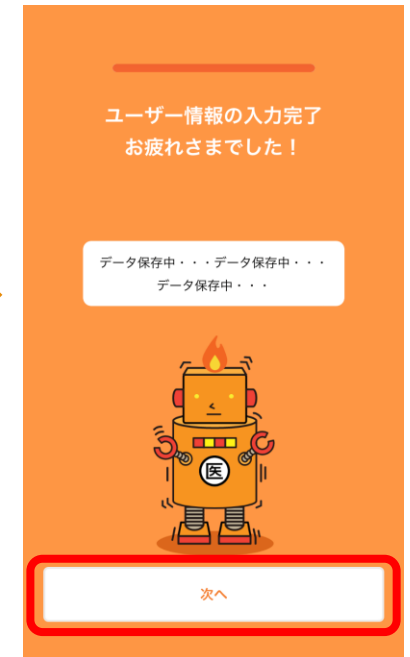 ユーザー情報の入力完了
お疲れさまでした！
データ保存中・・・データ保存中・・・
データ保存中・・・
医
次へ